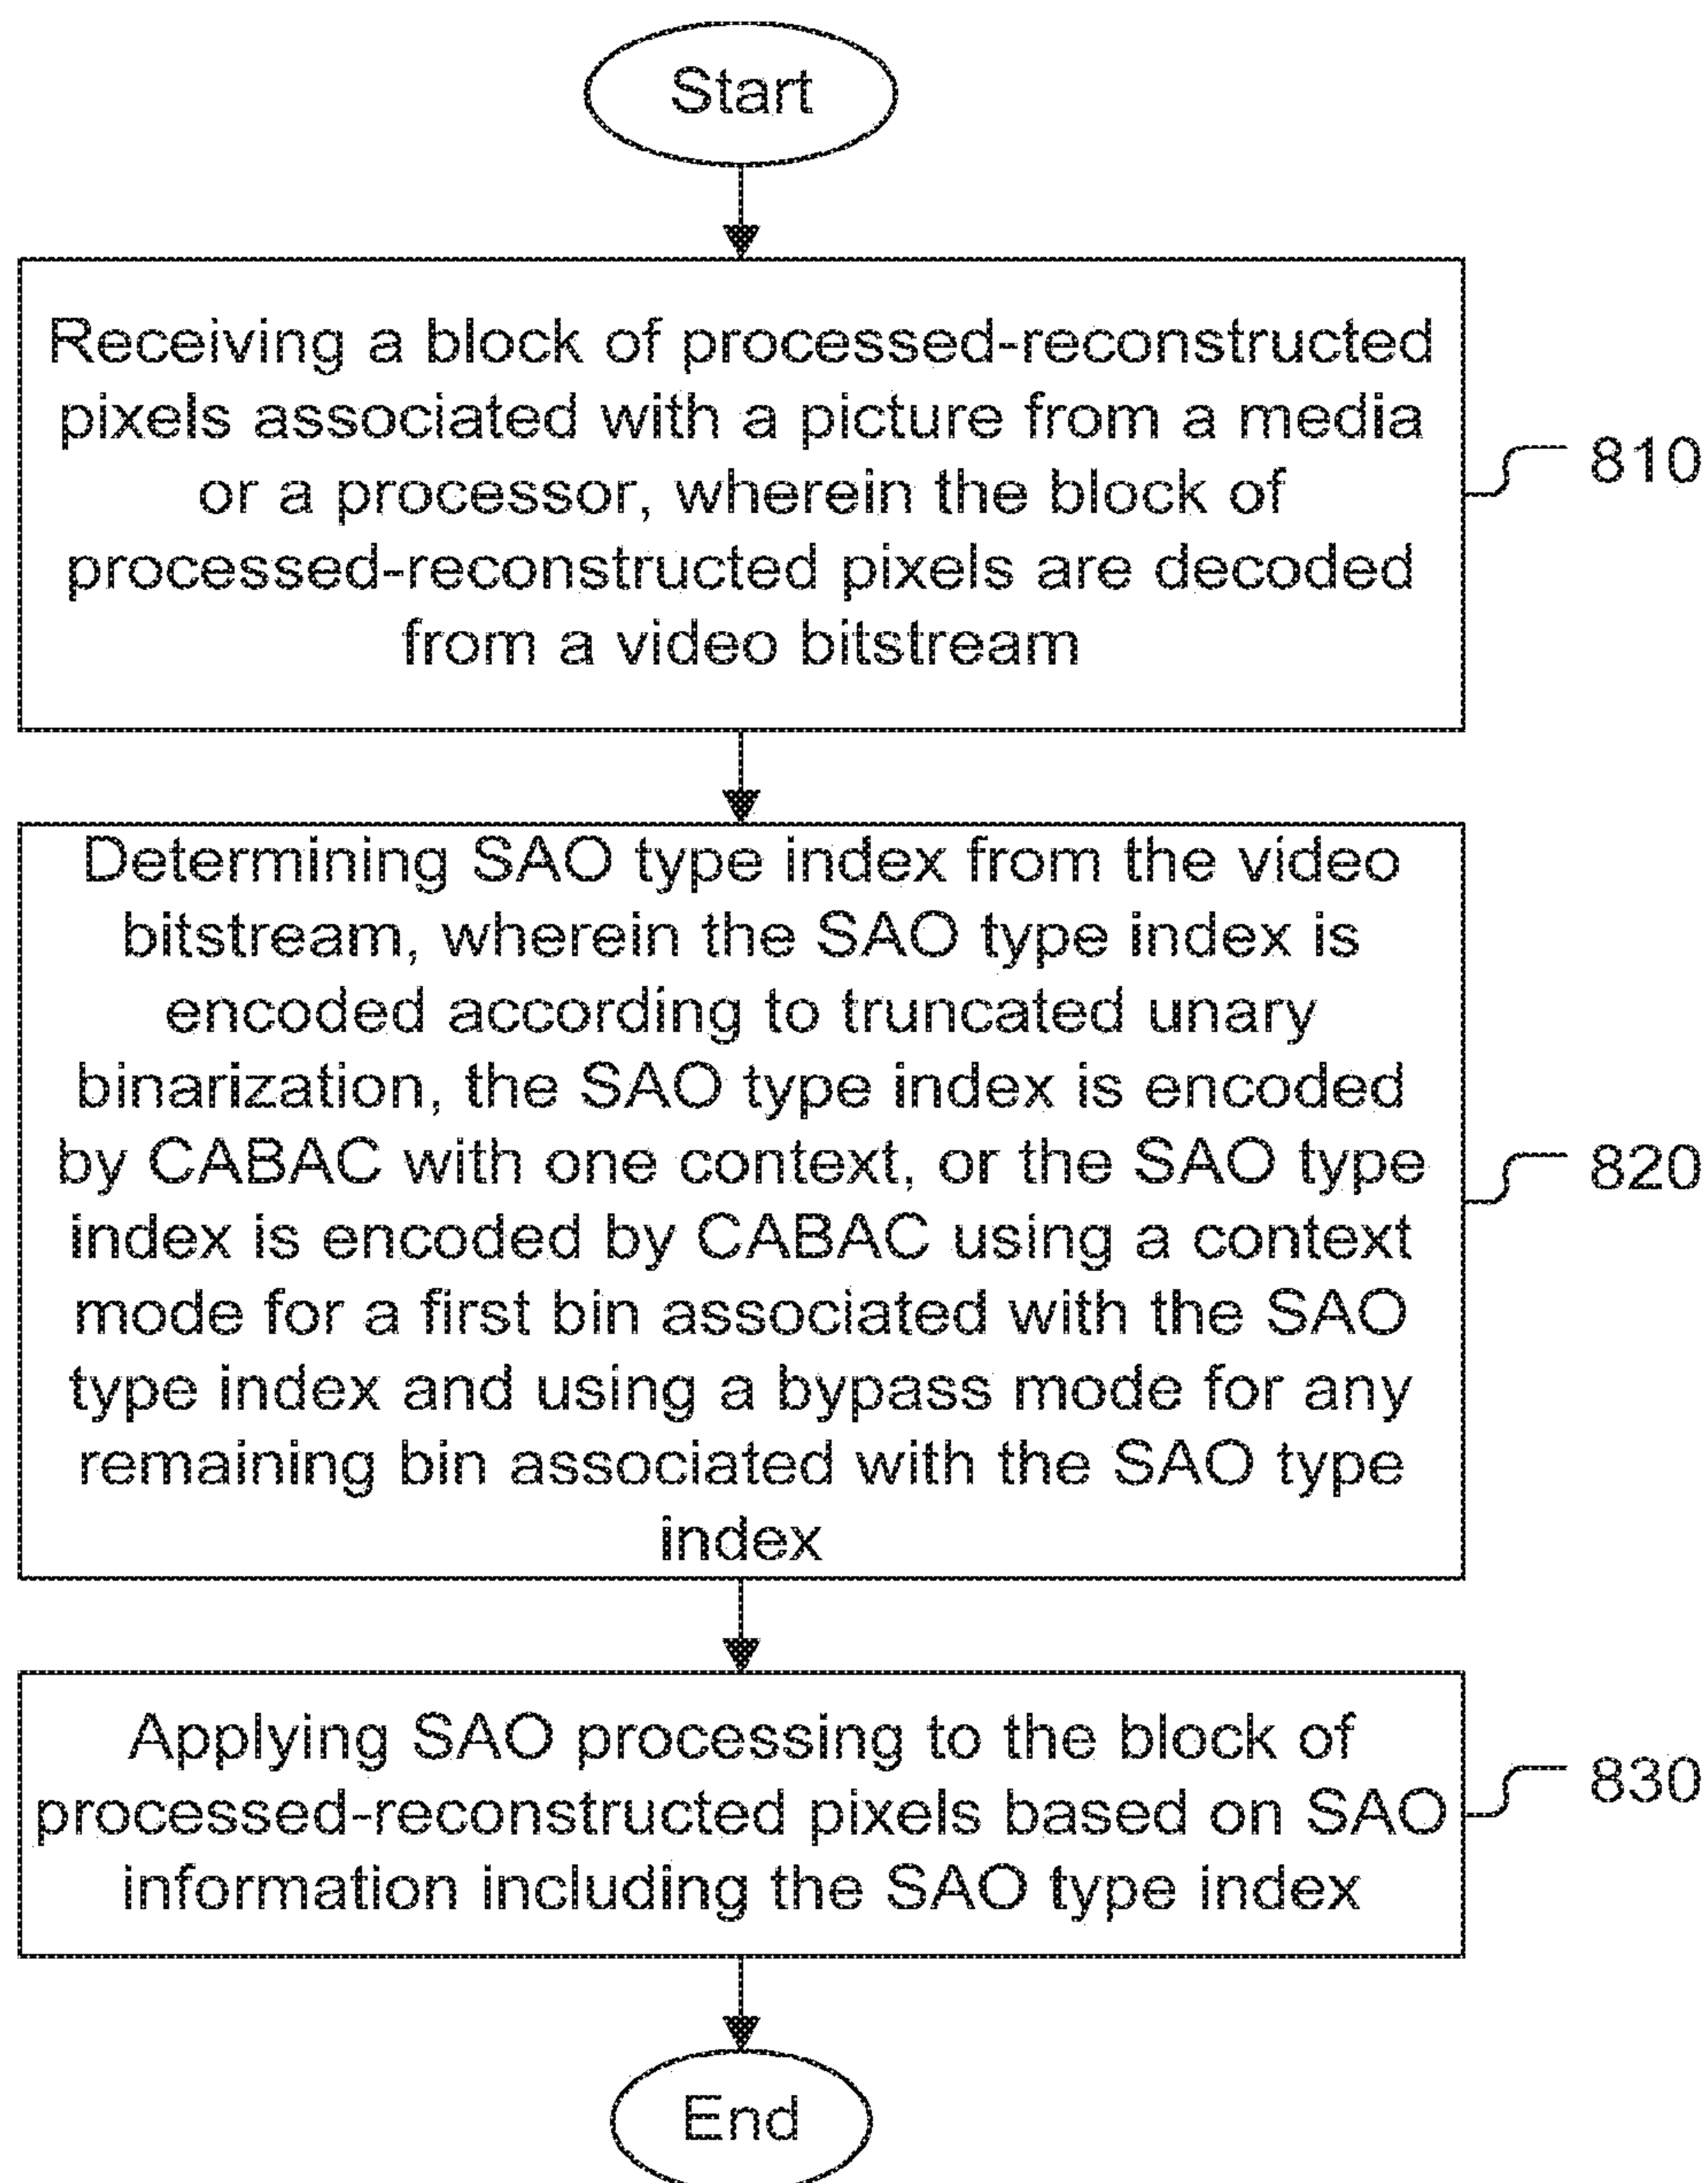 Start
Receiving a block of processed-reconstructed
pixels associated with a picture from a media
or a processor, wherein the block of
processed-reconstructed pixels are decoded
from a video bitstream
810
Determining SAO type index from the video
bitstream, wherein the SAO type index is
encoded according to truncated unary
binarization, the SAO type index is encoded
by CABAC with one context, or the SAO type
index is encoded by CABAC using a context
mode for a first bin associated with the SAO
type index and using a bypass mode for any
remaining bin associated with the SAO type
index
820
Applying SAO processing to the block of
processed-reconstructed pixels based on SAO
information including the SAO type index
830
End